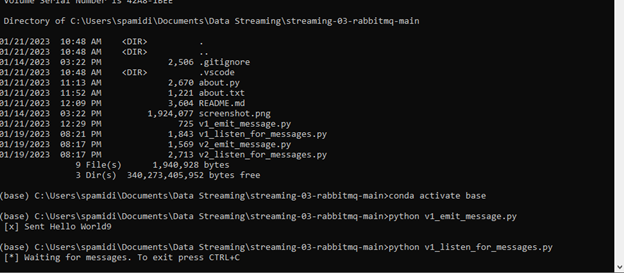 Volume Serial Number is 42A8-1BEE
Directory of C:\Users\spamidi\Documents\Data Streaming\streaming-03-rabbitmq-main
01/21/2023 10:48 AM <DIR> .
01/21/2023 10:48 AM <DIR> ..
01/14/2023 03:22 PM 2,506 .gitignore
01/21/2023 10:48 AM <DIR> .vscode
01/21/2023 11:13 AM 2,670 about.py
01/21/2023 11:52 AM 1,221 about.txt
01/21/2023 12:09 PM 3,604 README.md
01/14/2023 03:22 PM 1,924,077 screenshot.png
01/21/2023 12:29 PM 725 v1_emit_message.py
01/19/2023 08:21 PM 1,843 v1_listen_for_messages.py
01/19/2023 08:17 PM 1,569 v2_emit_message.py
01/19/2023 08:17 PM 2,713 v2_listen_for_messages.py
9 File(s) 1,940,928 bytes
3 Dir(s) 340,273,405,952 bytes free
(base) C:\Users\spamidi\Documents\Data Streaming\streaming-03-rabbitmq-main>conda activate base
(base) C:\Users\spamidi\Documents\Data Streaming\streaming-03-rabbitmq-main>python v1_emit_message.py
[x] Sent Hello World9
(base) C:\Users\spamidi\Documents\Data Streaming\streaming-03-rabbitmq-main>python v1_listen_for_messages.py
[*] Waiting for messages. To exit press CTRL+C